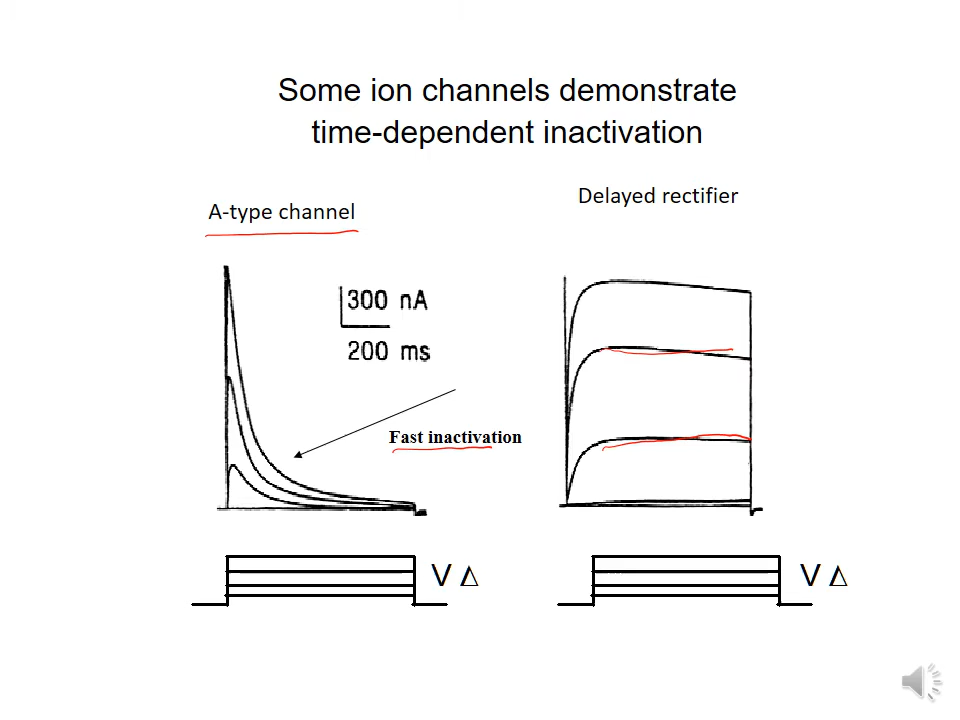 Some ion channels demonstrate
time-dependent inactivation
A-type channel
Delayed rectifier
300 nA
200 ms
Fast inactivation
V Δ
V Δ